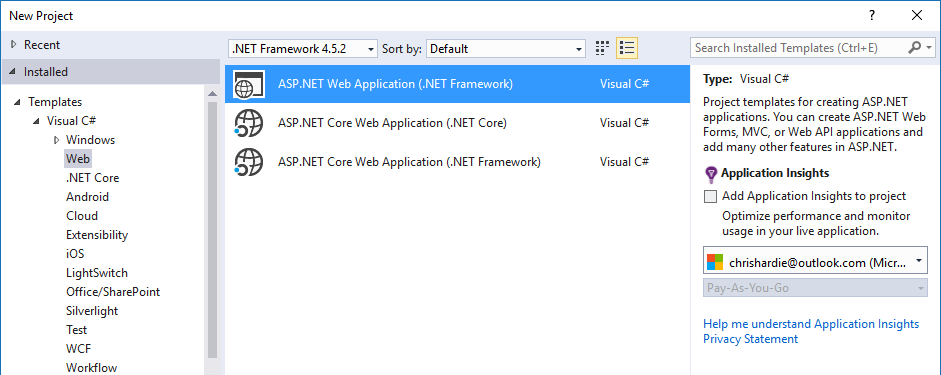 New Project
?
Recent
.NET Framework 4.5.2
Sort by:
Default
Search Installed Templates (Ctrl+E)
Installed
Templates
Visual C#
Windows
Web
.NET Core
Android
Cloud
Extensibility
iOS
LightSwitch
Office/SharePoint
Silverlight
Test
WCF
Workflow
ASP.NET Web Application (.NET Framework) Visual C#
ASP.NET Core Web Application (.NET Core) Visual C#
ASP.NET Core Web Application (.NET Framework) Visual C#
Type: Visual C#
Project templates for creating ASP.NET
applications. You can create ASP.NET Web
Forms, MVC, or Web API applications and
add many other features in ASP.NET.
Application Insights
Add Application Insights to project
Optimize performance and monitor
usage in your live application.
chrishardie@outlook.com (Micr...
Pay-As-You-Go
Help me understand Application Insights
Privacy Statement